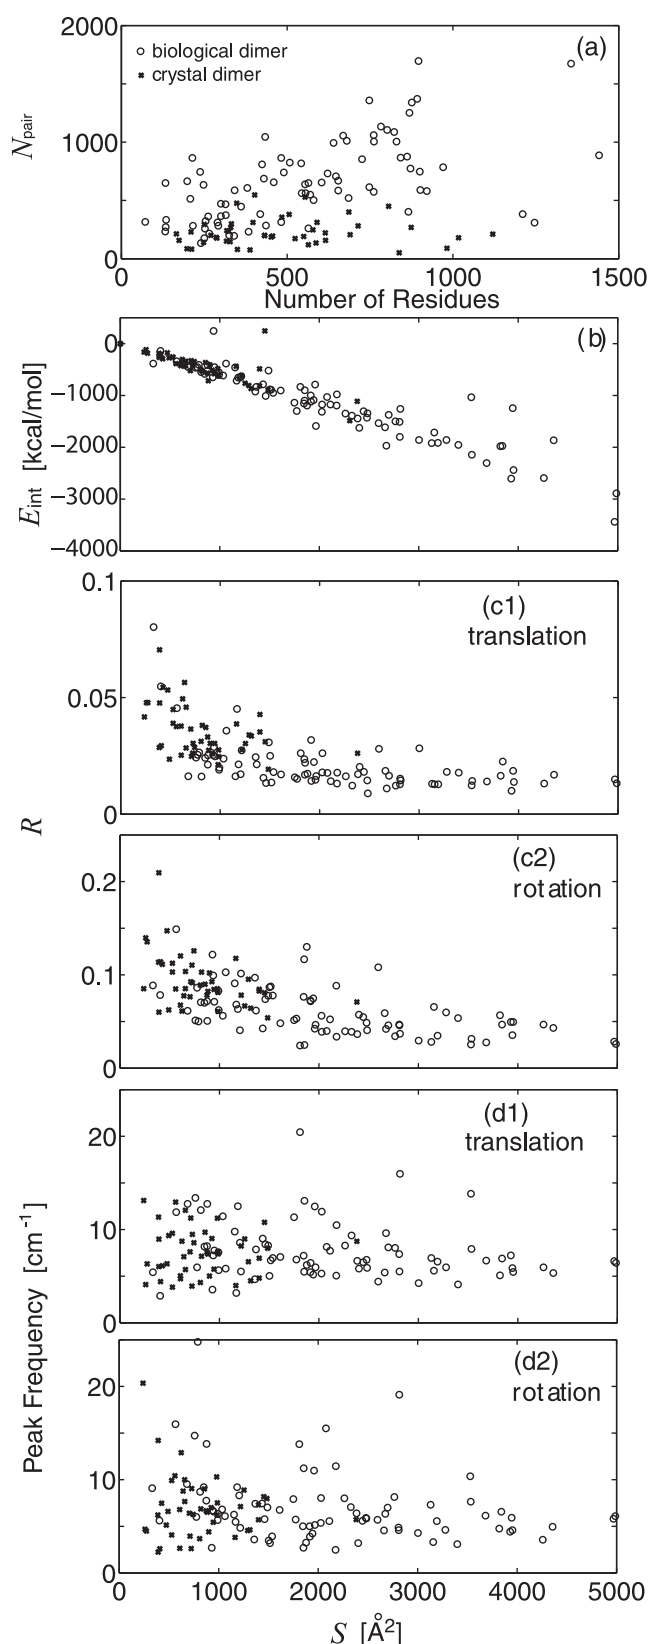 2000
(a)
biological dimer
crystal dimer
N_pair
1000
0
0 500 1000 1500
Number of Residues
(b)
0
−1000
−2000
−3000
−4000
E_int [kcal/mol]
0.1
(c1)
translation
0.05
0
R
(c2)
rotation
0.2
0.1
0
(d1)
translation
20
10
0
Peak Frequency [cm⁻¹]
(d2)
rotation
20
10
0
0 1000 2000 3000 4000 5000
S [Å²]